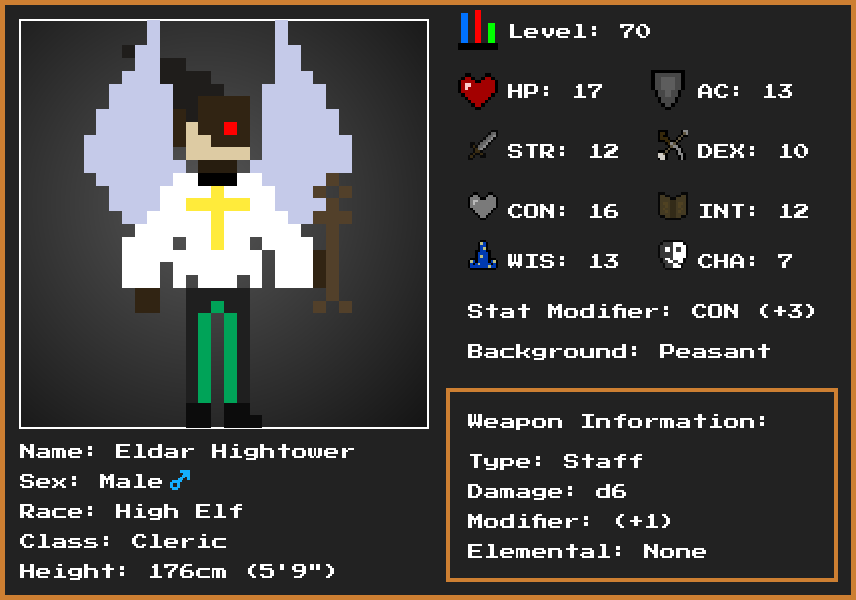 Level: 70
HP: 17
AC: 13
STR: 12
DEX: 10
CON: 16
INT: 12
WIS: 13
CHA: 7
Stat Modifier: CON (+3)
Background: Peasant
Weapon Information:
Type: Staff
Damage: d6
Modifier: (+1)
Elemental: None
Name: Eldar Hightower
Sex: Male♂
Race: High Elf
Class: Cleric
Height: 176cm (5'9")